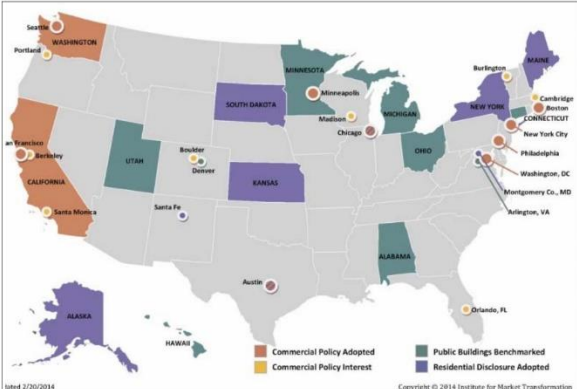 Seattle
WASHINGTON
Portland
MINNESOTA
Minneapolis
SOUTH DAKOTA
Madison
MICHIGAN
Chicago
Burlington
MAINE
Cambridge
Boston
NEW YORK
CONNECTICUT
New York City
Philadelphia
Washington, DC
Montgomery Co., MD
Arlington, VA
an Francisco
Berkeley
CALIFORNIA
Santa Monica
UTAH
Boulder
Denver
KANSAS
OHIO
Santa Fe
ALABAMA
Austin
Orlando, FL
ALASKA
HAWAII
Commercial Policy Adopted
Commercial Policy Interest
Public Buildings Benchmarked
Residential Disclosure Adopted
dated 2/20/2014
Copyright © 2014 Institute for Market Transformation